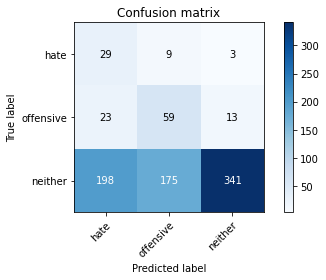 Confusion matrix
True label
hate 29 9 3
offensive 23 59 13
neither 198 175 341
hate offensive neither
Predicted label
300
250
200
150
100
50